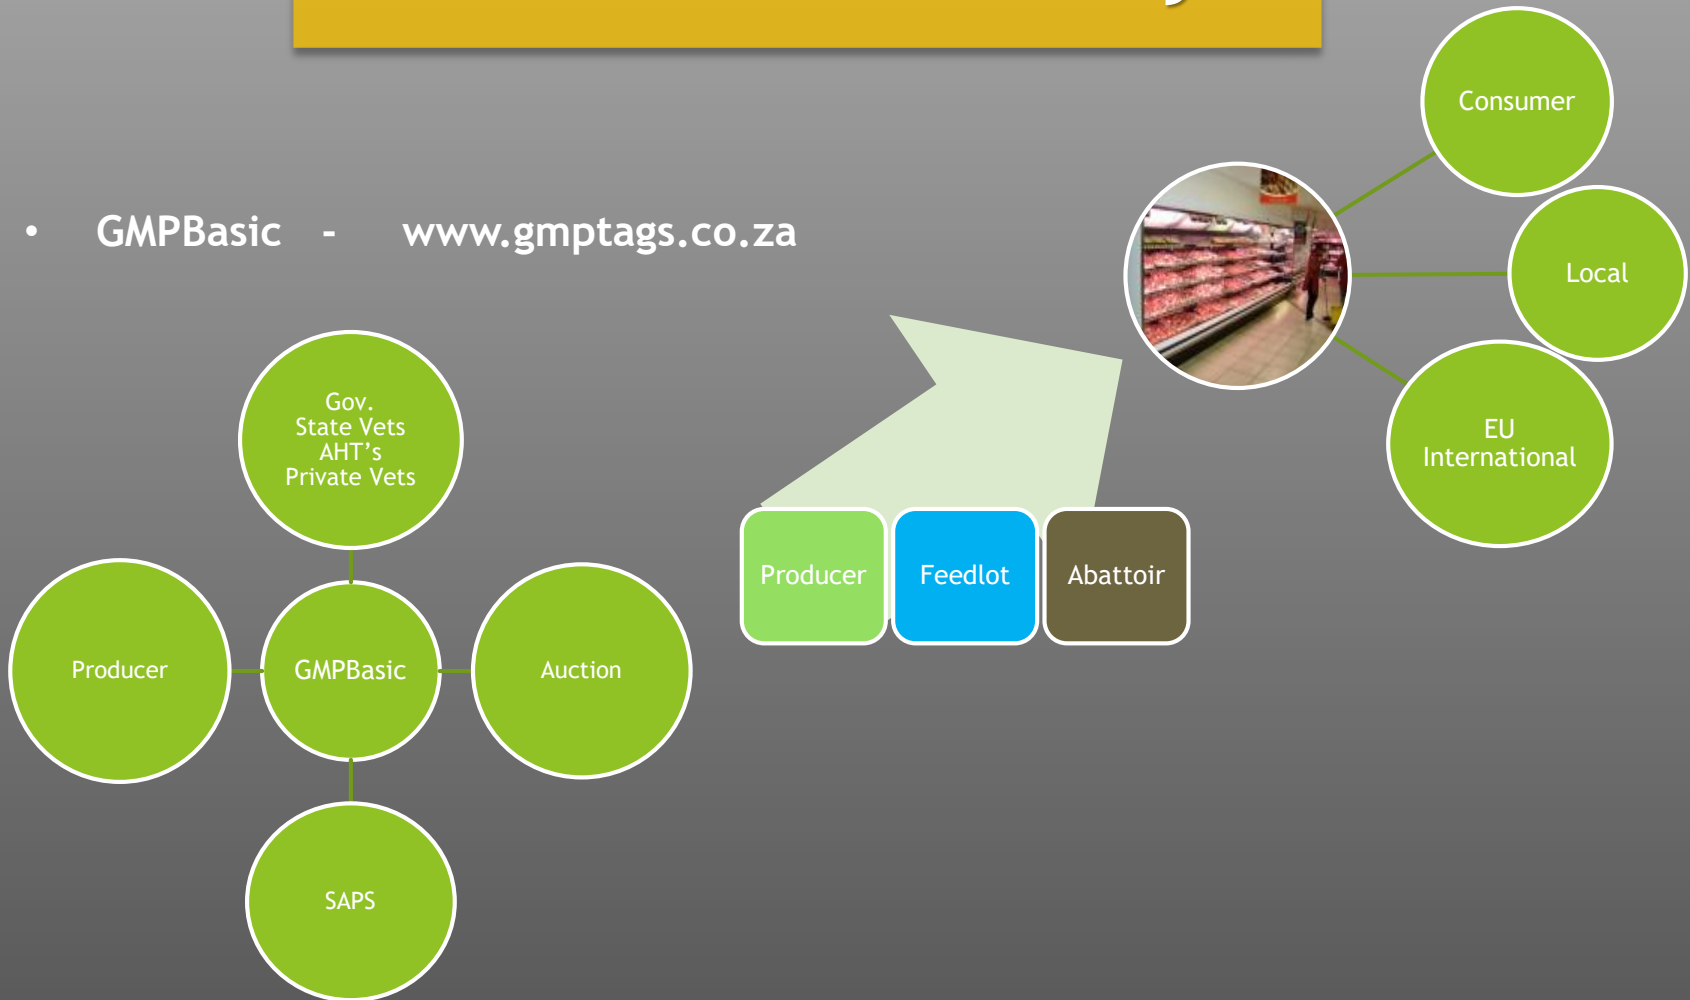 • GMPBasic - www.gmptags.co.za
Consumer
Local
EU
International
Gov.
State Vets
AHT’s
Private Vets
Producer
GMPBasic
Auction
SAPS
Producer
Feedlot
Abattoir